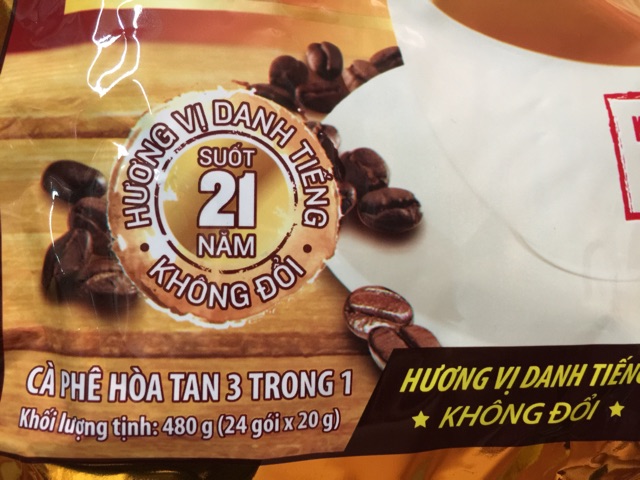 HƯƠNG VỊ DANH TIẾNG
SUỐT
21
NĂM
• KHÔNG ĐỔI •
CÀ PHÊ HÒA TAN 3 TRONG 1
Khối lượng tịnh: 480 g (24 gói x 20 g)
HƯƠNG VỊ DANH TIẾNG
★ KHÔNG ĐỔI ★